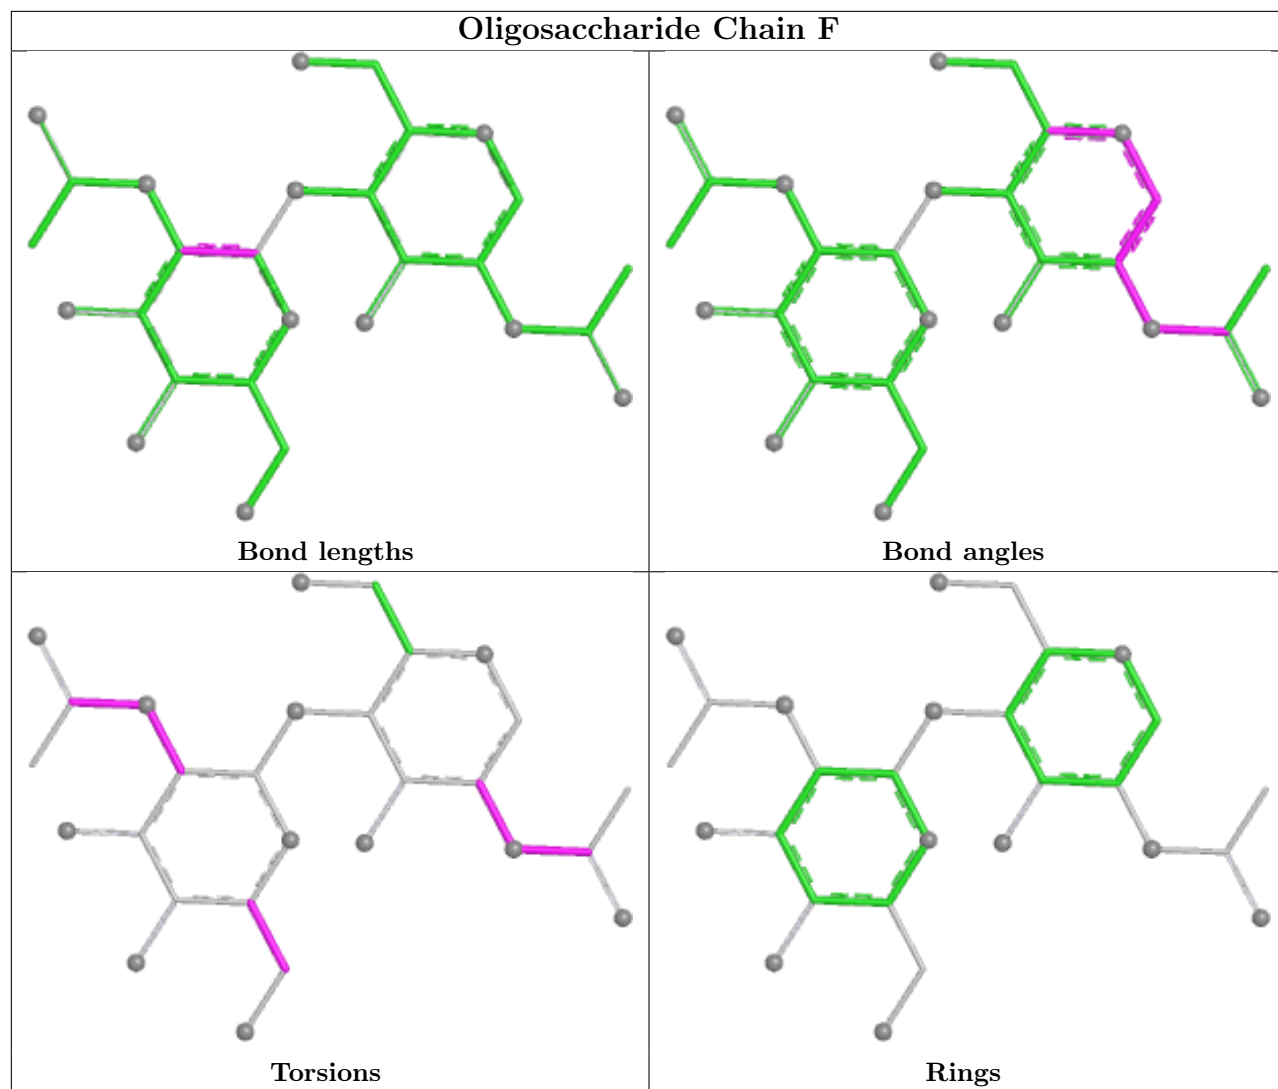 Oligosaccharide Chain F
Bond lengths
Bond angles
Torsions
Rings